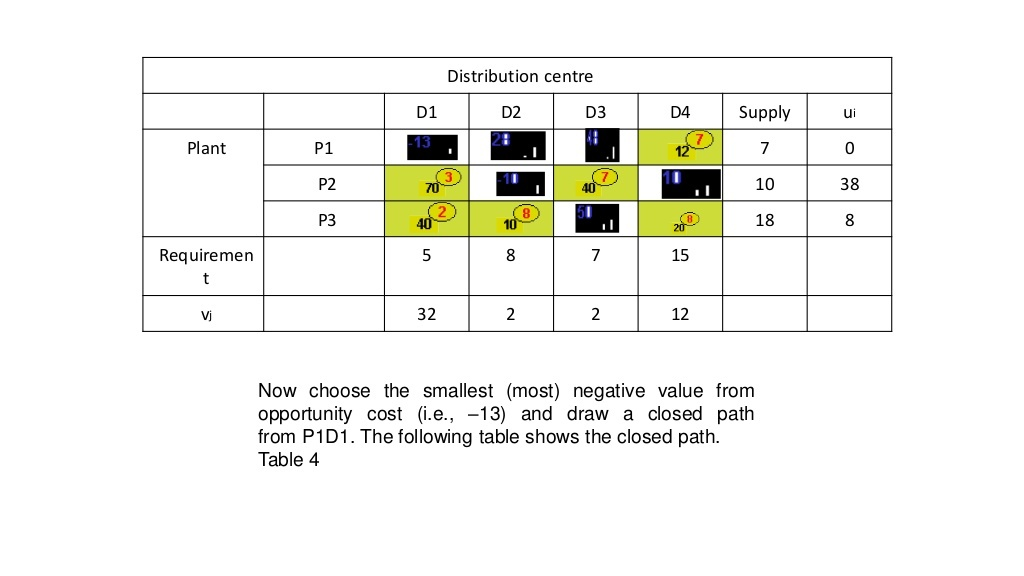 Distribution centre
D1 D2 D3 D4 Supply ui
Plant P1 -13 12 7 7 0
P2 70 3 40 7 10 38
P3 40 2 10 8 20 8 18 8
Requiremen
t 5 8 7 15
vj 32 2 2 12
Now choose the smallest (most) negative value from
opportunity cost (i.e., –13) and draw a closed path
from P1D1. The following table shows the closed path.
Table 4